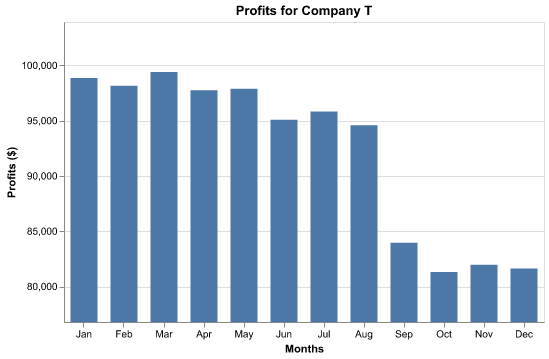 Profits for Company T
Profits ($)
100,000
95,000
90,000
85,000
80,000
Jan Feb Mar Apr May Jun Jul Aug Sep Oct Nov Dec
Months